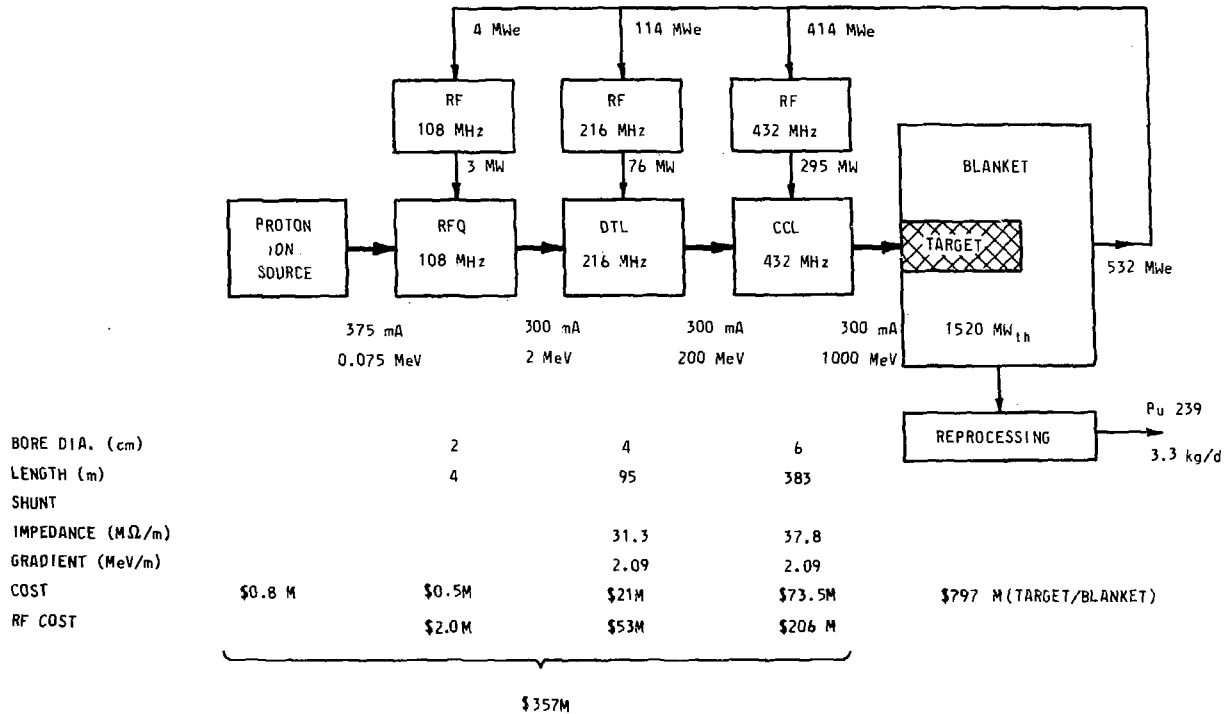 4 MWe 114 MWe 414 MWe
RF RF RF
108 MHz 216 MHz 432 MHz
BLANKET
3 MW 76 MW 295 MW
PROTON
ION
SOURCE
RFQ
108 MHz
DTL
216 MHz
CCL
432 MHz
TARGET
532 MWe
375 mA 300 mA 300 mA 300 mA
0.075 MeV 2 MeV 200 MeV 1000 MeV
1520 MWth
REPROCESSING
Pu 239
3.3 kg/d
BORE DIA. (cm) 2 4 6
LENGTH (m) 4 95 383
SHUNT
IMPEDANCE (MΩ/m) 31.3 37.8
GRADIENT (MeV/m) 2.09 2.09
COST $0.8 M $0.5M $21M $73.5M $797 M(TARGET/BLANKET)
RF COST $2.0M $53M $206 M
$357M